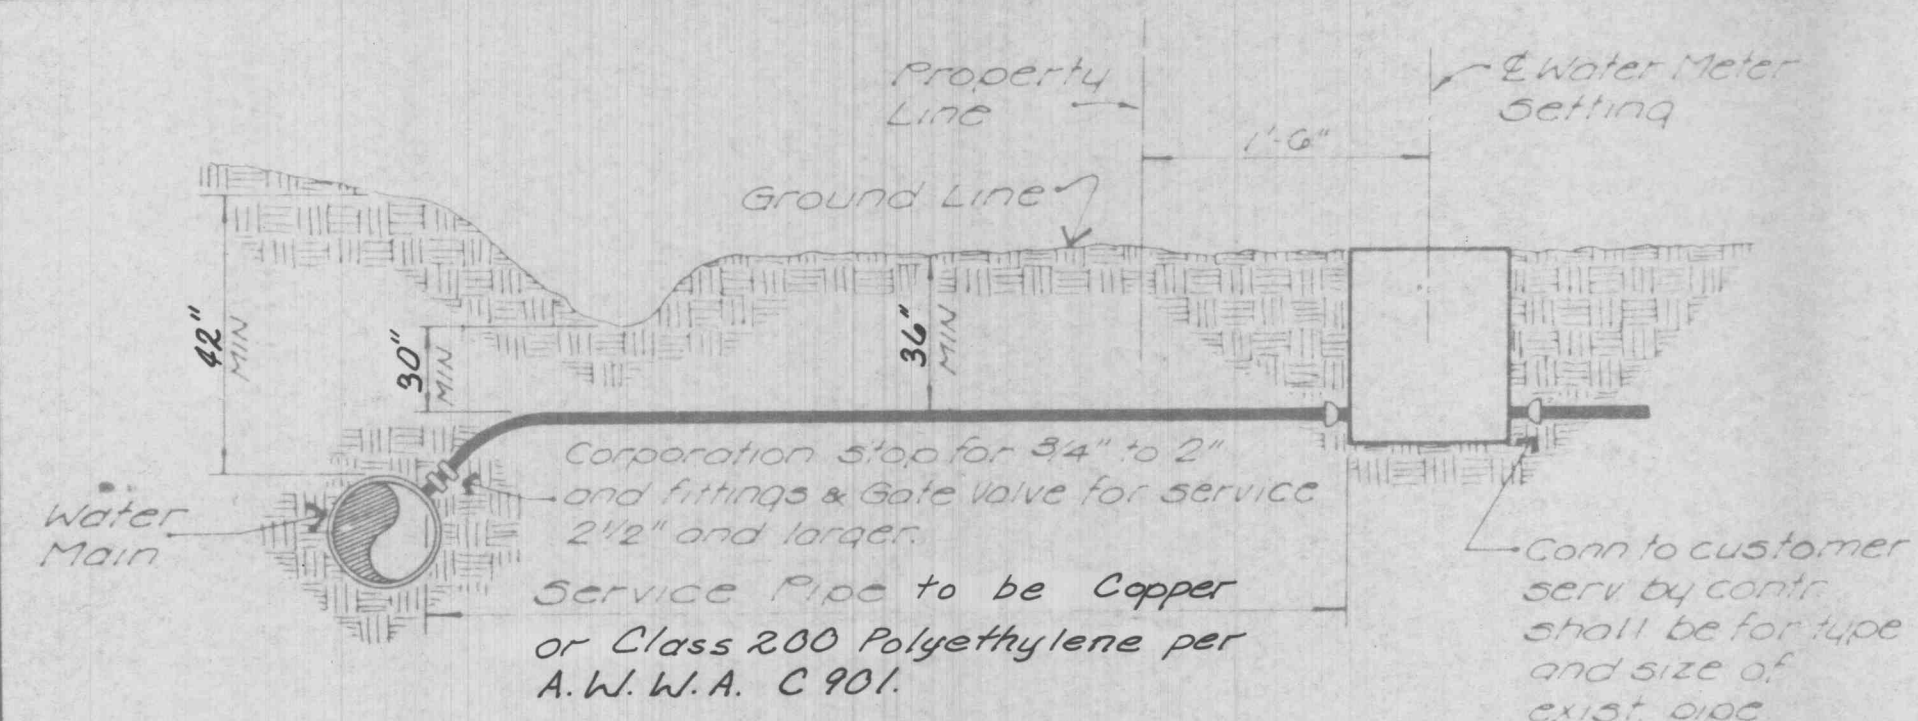 Property
Line
℄ Water Meter
Setting
1'-6"
Ground Line
42"
MIN
30"
MIN
36"
MIN
Corporation stop for 3/4" to 2"
and fittings & Gate Valve for service
2 1/2" and larger.
Water
Main
Service Pipe to be Copper
or Class 200 Polyethylene per
A.W.W.A. C 901.
Conn to customer
serv. by contr.
shall be for type
and size of
exist. pipe